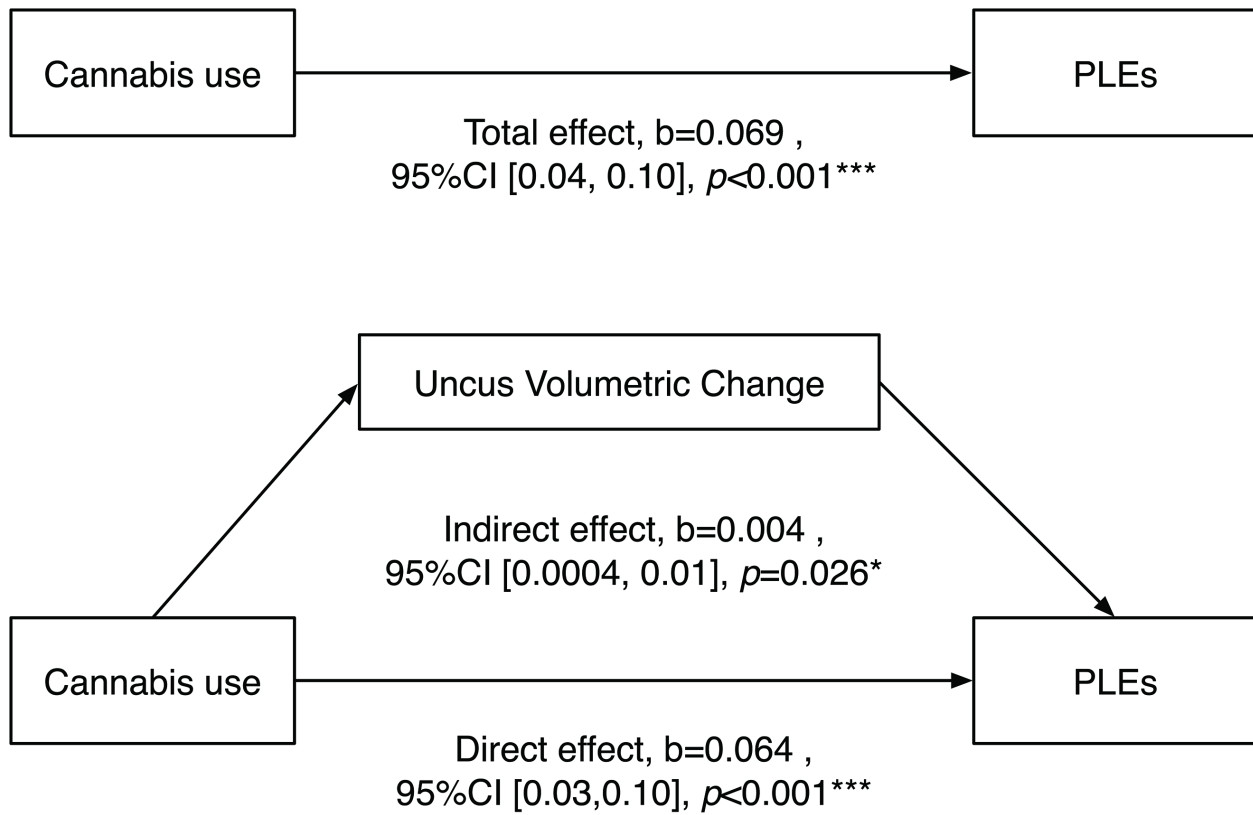 Cannabis use
PLEs
Total effect, b=0.069 ,
95%CI [0.04, 0.10], p<0.001***
Uncus Volumetric Change
Indirect effect, b=0.004 ,
95%CI [0.0004, 0.01], p=0.026*
Cannabis use
PLEs
Direct effect, b=0.064 ,
95%CI [0.03,0.10], p<0.001***